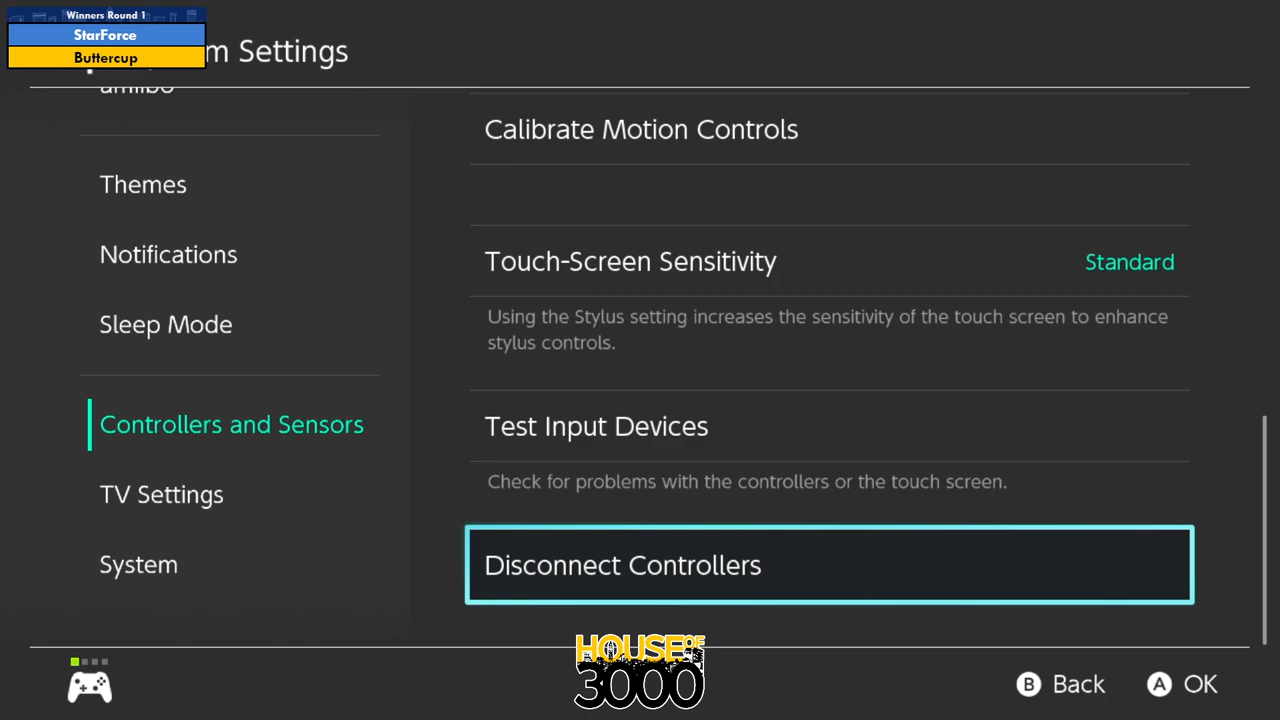 Winners Round 1
StarForce
Buttercup
m Settings
amiibo
Themes
Notifications
Sleep Mode
Controllers and Sensors
TV Settings
System
Calibrate Motion Controls
Touch-Screen Sensitivity Standard
Using the Stylus setting increases the sensitivity of the touch screen to enhance
stylus controls.
Test Input Devices
Check for problems with the controllers or the touch screen.
Disconnect Controllers
HOUSE OF
3000
B Back A OK